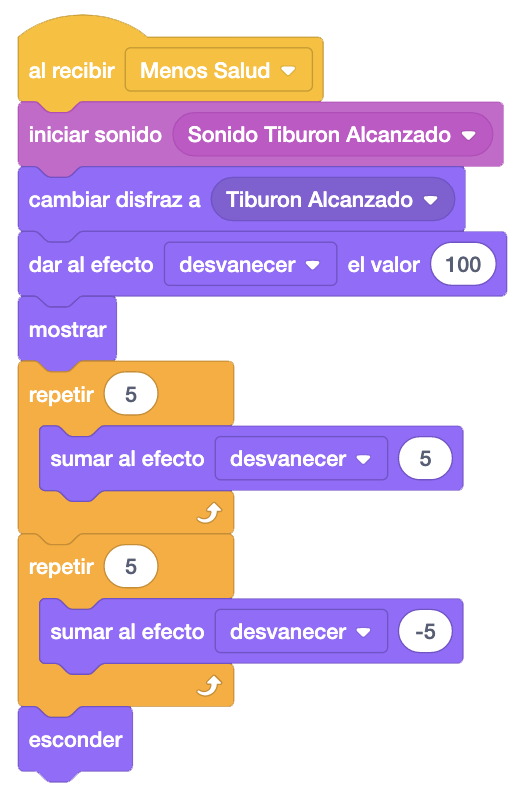 al recibir Menos Salud
iniciar sonido Sonido Tiburon Alcanzado
cambiar disfraz a Tiburon Alcanzado
dar al efecto desvanecer el valor 100
mostrar
repetir 5
sumar al efecto desvanecer 5
repetir 5
sumar al efecto desvanecer -5
esconder